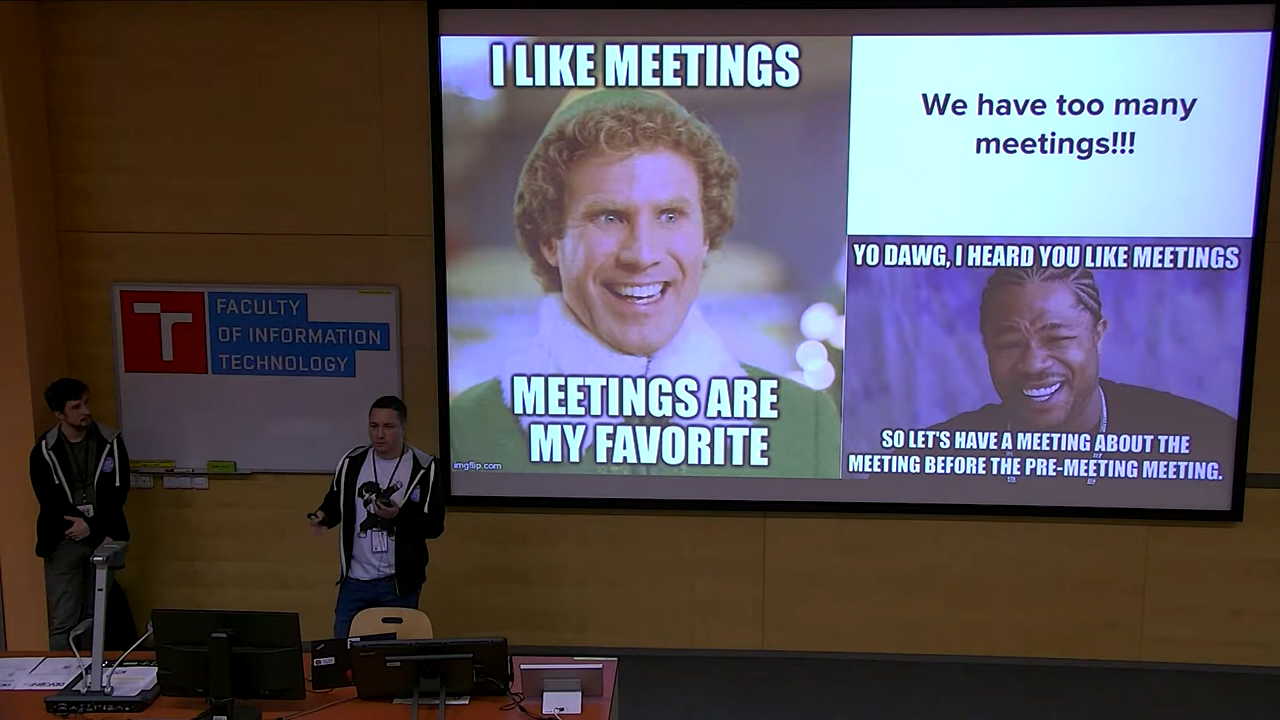 I LIKE MEETINGS
MEETINGS ARE
MY FAVORITE
imgflip.com
We have too many
meetings!!!
YO DAWG, I HEARD YOU LIKE MEETINGS
SO LET'S HAVE A MEETING ABOUT THE
MEETING BEFORE THE PRE-MEETING MEETING.
FACULTY
OF INFORMATION
TECHNOLOGY